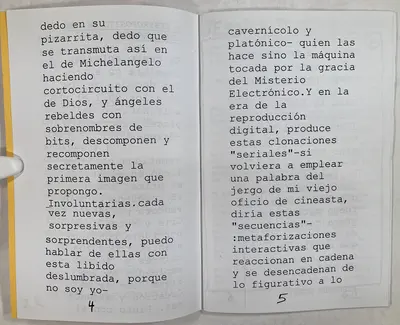 dedo en su
pizarrita, dedo que
se transmuta así en
el de Michelangelo
haciendo
cortocircuito con el
de Dios, y ángeles
rebeldes con
sobrenombres de
bits, descomponen y
recomponen
secretamente la
primera imagen que
propongo.
Involuntarias.cada
vez nuevas,
sorpresivas y
sorprendentes, puedo
hablar de ellas con
esta libido
deslumbrada, porque
no soy yo-
4
cavernícolo y
platónico- quien las
hace sino la máquina
tocada por la gracia
del Misterio
Electrónico.Y en la
era de la
reproducción
digital, produce
estas clonaciones
"seriales"-si
volviera a emplear
una palabra del
jergo de mi viejo
oficio de cineasta,
diría estas
"secuencias"-
:metaforizaciones
interactivas que
reaccionan en cadena
y se desencadenan de
lo figurativo a lo
5